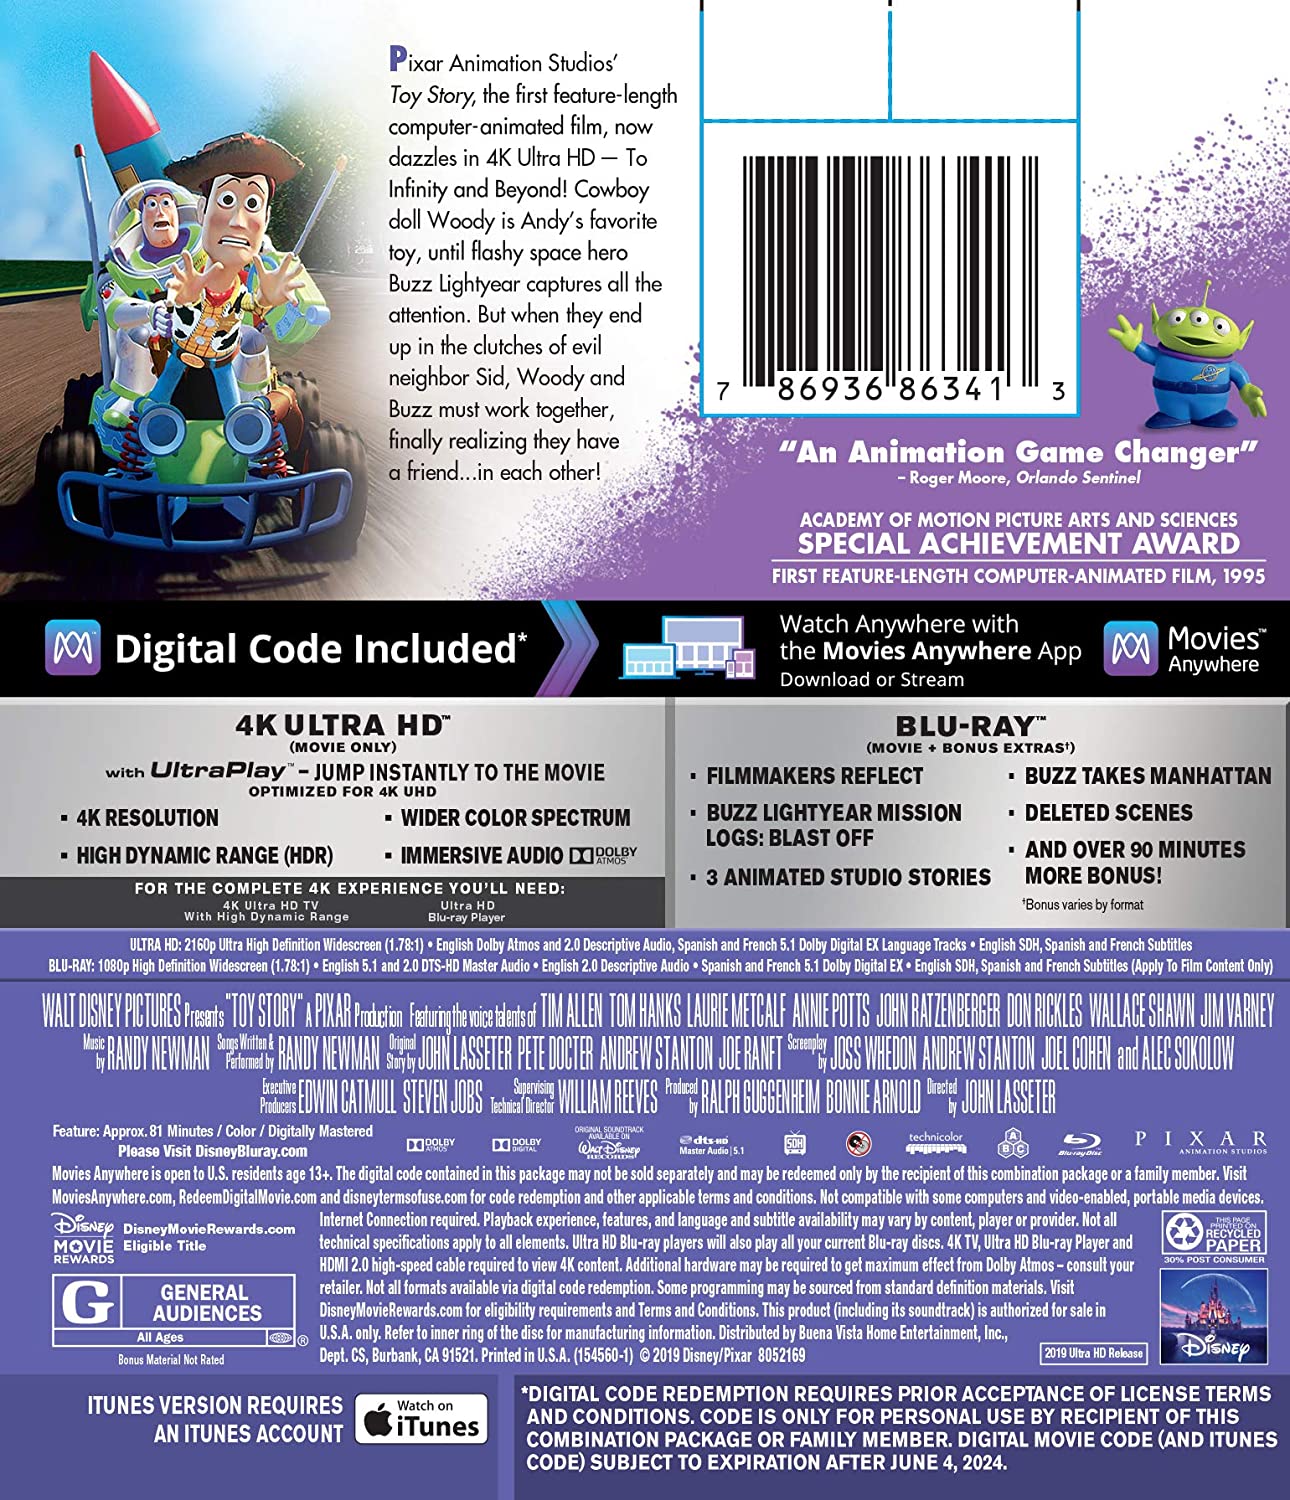 Pixar Animation Studios’
Toy Story, the first feature-length
computer-animated film, now
dazzles in 4K Ultra HD — To
Infinity and Beyond! Cowboy
doll Woody is Andy’s favorite
toy, until flashy space hero
Buzz Lightyear captures all the
attention. But when they end
up in the clutches of evil
neighbor Sid, Woody and
Buzz must work together,
finally realizing they have
a friend...in each other!
7 86936 86341 3
“An Animation Game Changer”
– Roger Moore, Orlando Sentinel
ACADEMY OF MOTION PICTURE ARTS AND SCIENCES
SPECIAL ACHIEVEMENT AWARD
FIRST FEATURE-LENGTH COMPUTER-ANIMATED FILM, 1995
Digital Code Included*
Watch Anywhere with
the Movies Anywhere App
Download or Stream
Movies™
Anywhere
4K ULTRA HD™
(MOVIE ONLY)
with UltraPlay™ – JUMP INSTANTLY TO THE MOVIE
OPTIMIZED FOR 4K UHD
▪ 4K RESOLUTION
▪ WIDER COLOR SPECTRUM
▪ HIGH DYNAMIC RANGE (HDR)
▪ IMMERSIVE AUDIO DOLBY ATMOS
FOR THE COMPLETE 4K EXPERIENCE YOU’LL NEED:
4K Ultra HD TV
With High Dynamic Range
Ultra HD
Blu-ray Player
BLU-RAY™
(MOVIE + BONUS EXTRAS†)
▪ FILMMAKERS REFLECT
▪ BUZZ LIGHTYEAR MISSION
LOGS: BLAST OFF
▪ 3 ANIMATED STUDIO STORIES
▪ BUZZ TAKES MANHATTAN
▪ DELETED SCENES
▪ AND OVER 90 MINUTES
MORE BONUS!
†Bonus varies by format
ULTRA HD: 2160p Ultra High Definition Widescreen (1.78:1) • English Dolby Atmos and 2.0 Descriptive Audio, Spanish and French 5.1 Dolby Digital EX Language Tracks • English SDH, Spanish and French Subtitles
BLU-RAY: 1080p High Definition Widescreen (1.78:1) • English 5.1 and 2.0 DTS-HD Master Audio • English 2.0 Descriptive Audio • Spanish and French 5.1 Dolby Digital EX • English SDH, Spanish and French Subtitles (Apply To Film Content Only)
WALT DISNEY PICTURES Presents "TOY STORY" A PIXAR Production Featuring the voice talents of TIM ALLEN TOM HANKS LAURIE METCALF ANNIE POTTS JOHN RATZENBERGER DON RICKLES WALLACE SHAWN JIM VARNEY
Music by RANDY NEWMAN Songs Written & Performed by RANDY NEWMAN Original Story by JOHN LASSETER PETE DOCTER ANDREW STANTON JOE RANFT Screenplay by JOSS WHEDON ANDREW STANTON JOEL COHEN and ALEC SOKOLOW
Executive Producers EDWIN CATMULL STEVEN JOBS Supervising Technical Director WILLIAM REEVES Produced by RALPH GUGGENHEIM BONNIE ARNOLD Directed by JOHN LASSETER
Feature: Approx. 81 Minutes / Color / Digitally Mastered
Please Visit DisneyBluray.com
DOLBY ATMOS
DOLBY DIGITAL
ORIGINAL SOUNDTRACK
AVAILABLE ON
WALT DISNEY
RECORDS
dts-HD
Master Audio | 5.1
SDH
technicolor
ABC
Blu-ray Disc
PIXAR
ANIMATION STUDIOS
Movies Anywhere is open to U.S. residents age 13+. The digital code contained in this package may not be sold separately and may be redeemed only by the recipient of this combination package or a family member. Visit
MoviesAnywhere.com, RedeemDigitalMovie.com and disneytermsofuse.com for code redemption and other applicable terms and conditions. Not compatible with some computers and video-enabled, portable media devices.
Internet Connection required. Playback experience, features, and language and subtitle availability may vary by content, player or provider. Not all
technical specifications apply to all elements. Ultra HD Blu-ray players will also play all your current Blu-ray discs. 4K TV, Ultra HD Blu-ray Player and
HDMI 2.0 high-speed cable required to view 4K content. Additional hardware may be required to get maximum effect from Dolby Atmos – consult your
retailer. Not all formats available via digital code redemption. Some programming may be sourced from standard definition materials. Visit
DisneyMovieRewards.com for eligibility requirements and Terms and Conditions. This product (including its soundtrack) is authorized for sale in
U.S.A. only. Refer to inner ring of the disc for manufacturing information. Distributed by Buena Vista Home Entertainment, Inc.,
Dept. CS, Burbank, CA 91521. Printed in U.S.A. (154560-1) © 2019 Disney/Pixar 8052169
DISNEY
MOVIE
REWARDS
DisneyMovieRewards.com
Eligible Title
G
GENERAL
AUDIENCES
All Ages
®
Bonus Material Not Rated
THIS PAGE
PRINTED ON
RECYCLED
PAPER
30% POST CONSUMER
Disney
2019 Ultra HD Release
ITUNES VERSION REQUIRES
AN ITUNES ACCOUNT
Watch on
iTunes
*DIGITAL CODE REDEMPTION REQUIRES PRIOR ACCEPTANCE OF LICENSE TERMS
AND CONDITIONS. CODE IS ONLY FOR PERSONAL USE BY RECIPIENT OF THIS
COMBINATION PACKAGE OR FAMILY MEMBER. DIGITAL MOVIE CODE (AND ITUNES
CODE) SUBJECT TO EXPIRATION AFTER JUNE 4, 2024.